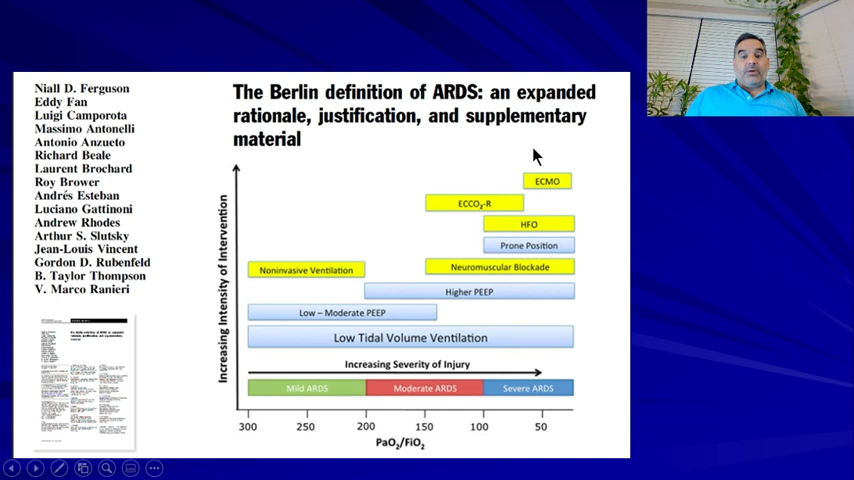 Niall D. Ferguson
Eddy Fan
Luigi Camporota
Massimo Antonelli
Antonio Anzueto
Richard Beale
Laurent Brochard
Roy Brower
Andrés Esteban
Luciano Gattinoni
Andrew Rhodes
Arthur S. Slutsky
Jean-Louis Vincent
Gordon D. Rubenfeld
B. Taylor Thompson
V. Marco Ranieri
The Berlin definition of ARDS: an expanded
rationale, justification, and supplementary
material
Increasing Intensity of Intervention
ECMO
ECCO₂-R
HFO
Prone Position
Noninvasive Ventilation
Neuromuscular Blockade
Higher PEEP
Low – Moderate PEEP
Low Tidal Volume Ventilation
Increasing Severity of Injury
Mild ARDS
Moderate ARDS
Severe ARDS
300 250 200 150 100 50
PaO₂/FiO₂